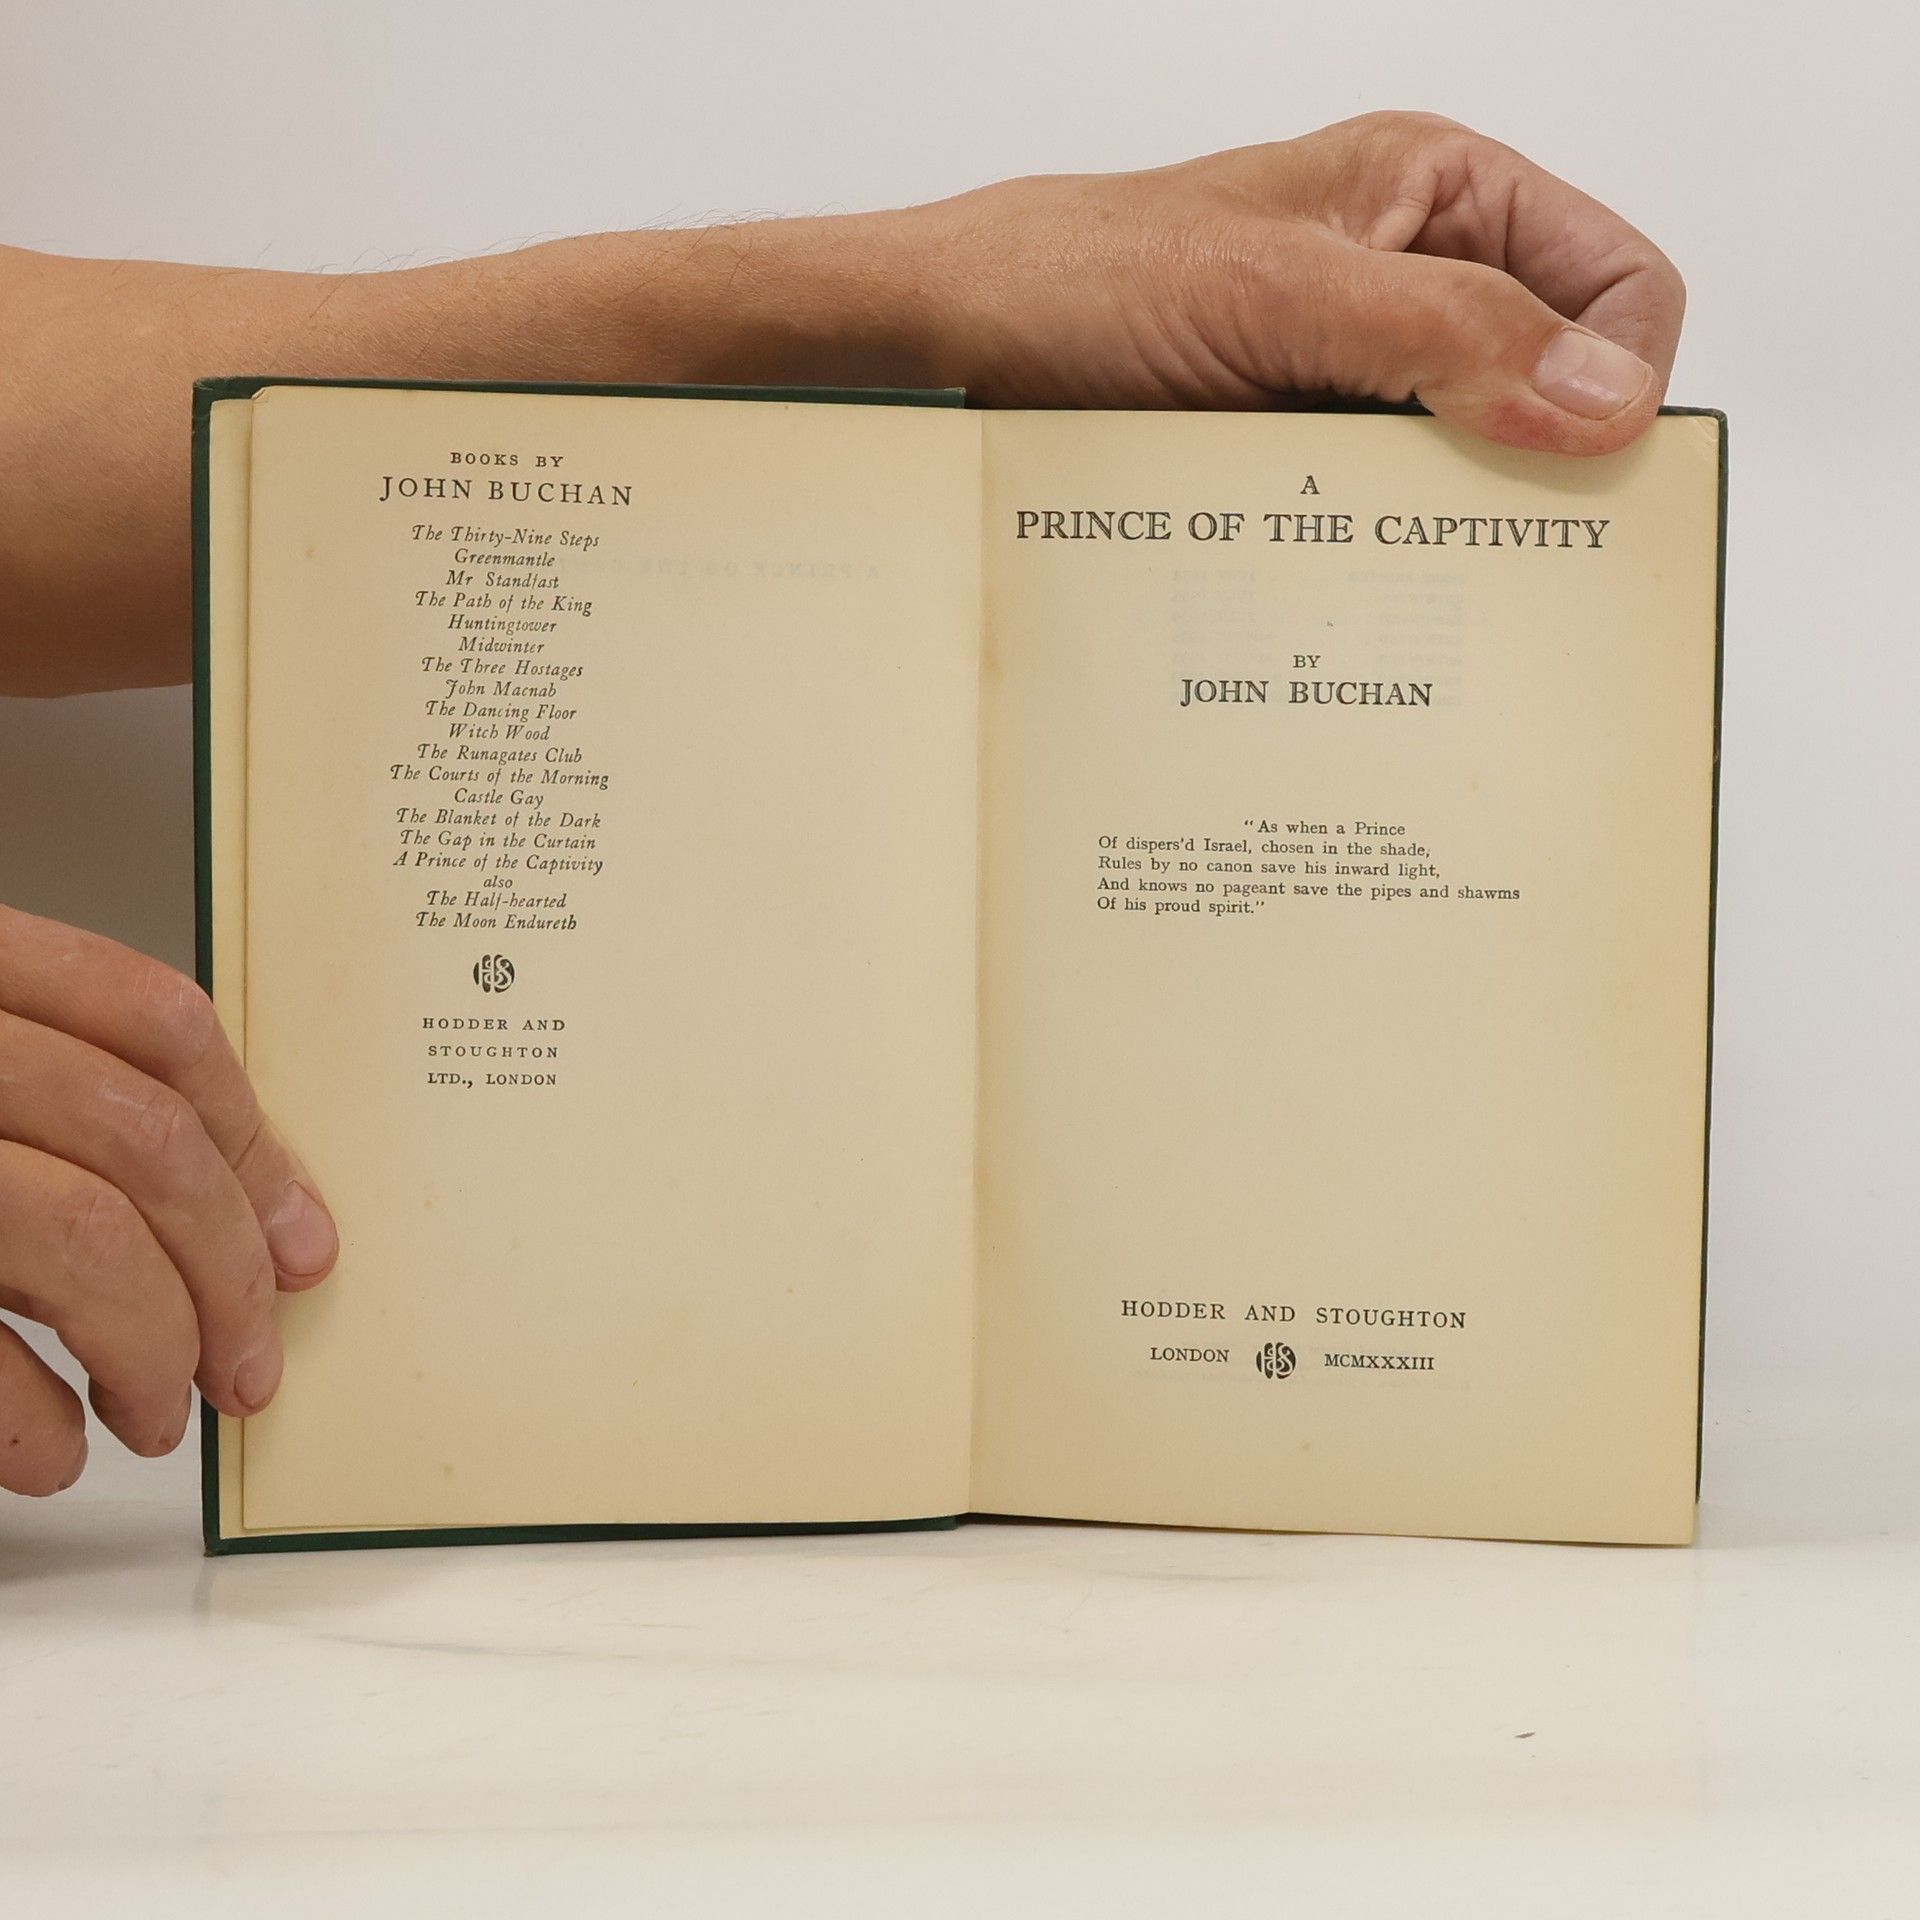 BOOKS BY
JOHN BUCHAN
The Thirty-Nine Steps
Greenmantle
Mr Standfast
The Path of the King
Huntingtower
Midwinter
The Three Hostages
John Macnab
The Dancing Floor
Witch Wood
The Runagates Club
The Courts of the Morning
Castle Gay
The Blanket of the Dark
The Gap in the Curtain
A Prince of the Captivity
also
The Half-hearted
The Moon Endureth
H&S
HODDER AND
STOUGHTON
LTD., LONDON
A
PRINCE OF THE CAPTIVITY
BY
JOHN BUCHAN
"As when a Prince
Of dispers'd Israel, chosen in the shade,
Rules by no canon save his inward light,
And knows no pageant save the pipes and shawms
Of his proud spirit."
HODDER AND STOUGHTON
LONDON H&S MCMXXXIII